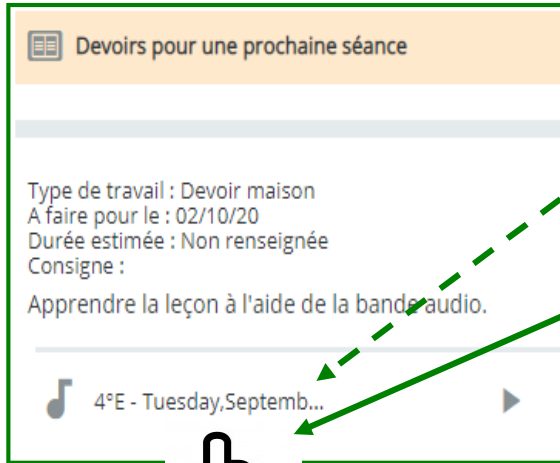 Devoirs pour une prochaine séance
Type de travail : Devoir maison
A faire pour le : 02/10/20
Durée estimée : Non renseignée
Consigne :
Apprendre la leçon à l'aide de la bande audio.
4°E - Tuesday,Septemb...